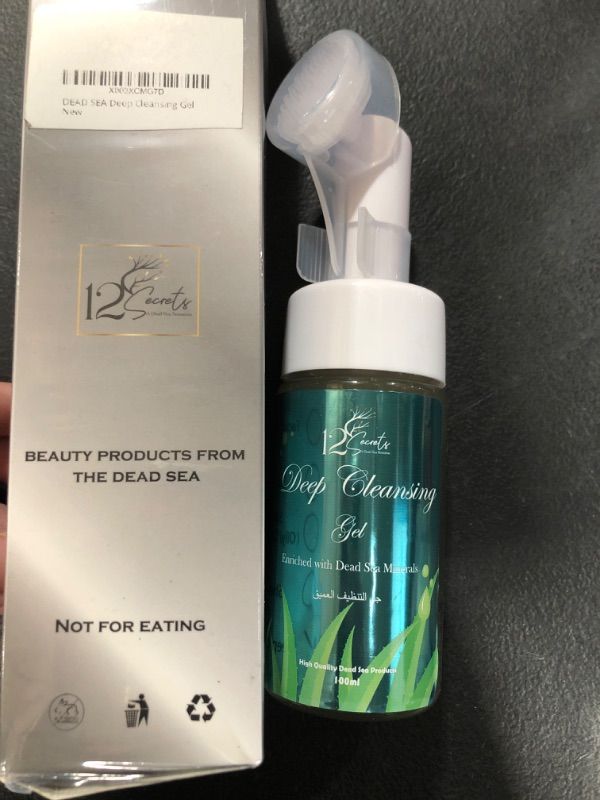 X003XCMG7D
DEAD SEA Deep Cleansing Gel
New
12 Secrets
BEAUTY PRODUCTS FROM
THE DEAD SEA
NOT FOR EATING
12 Secrets
Deep Cleansing
Gel
Enriched with Dead Sea Minerals
جل التنظيف العميق
High Quality Dead Sea Products
100ml